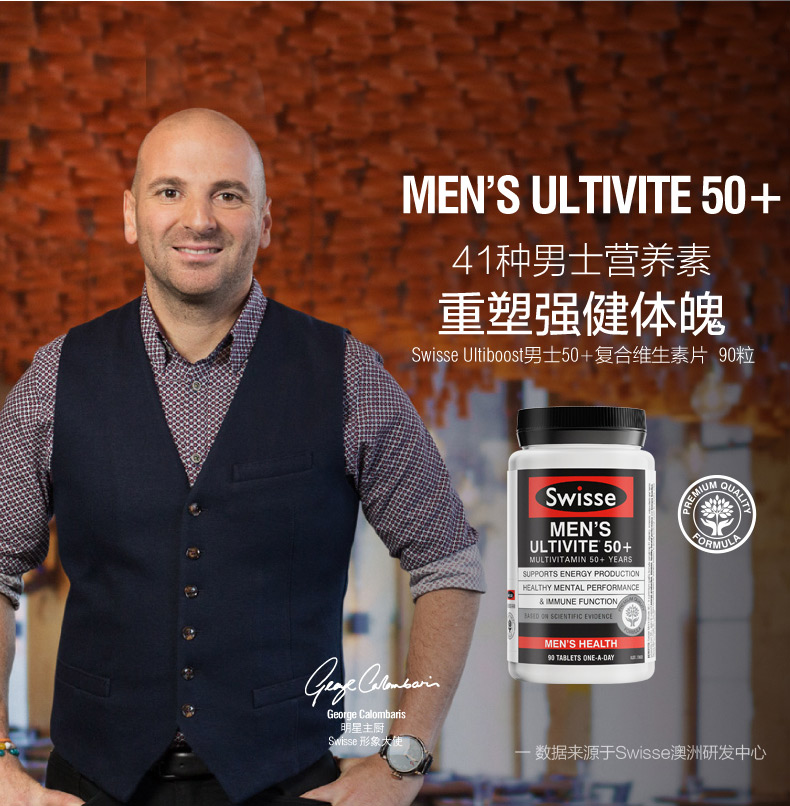 MEN'S ULTIVITE 50+
41种男士营养素
重塑强健体魄
Swisse Ultiboost男士50+复合维生素片 90粒
Swisse
MEN'S
ULTIVITE 50+
MULTIVITAMIN 50+ YEARS
SUPPORTS ENERGY PRODUCTION
HEALTHY MENTAL PERFORMANCE
& IMMUNE FUNCTION
BASED ON SCIENTIFIC EVIDENCE
MEN'S HEALTH
90 TABLETS ONE-A-DAY
PREMIUM QUALITY
FORMULA
George Calombaris
George Calombaris
明星主厨
Swisse 形象大使
一 数据来源于Swisse澳洲研发中心